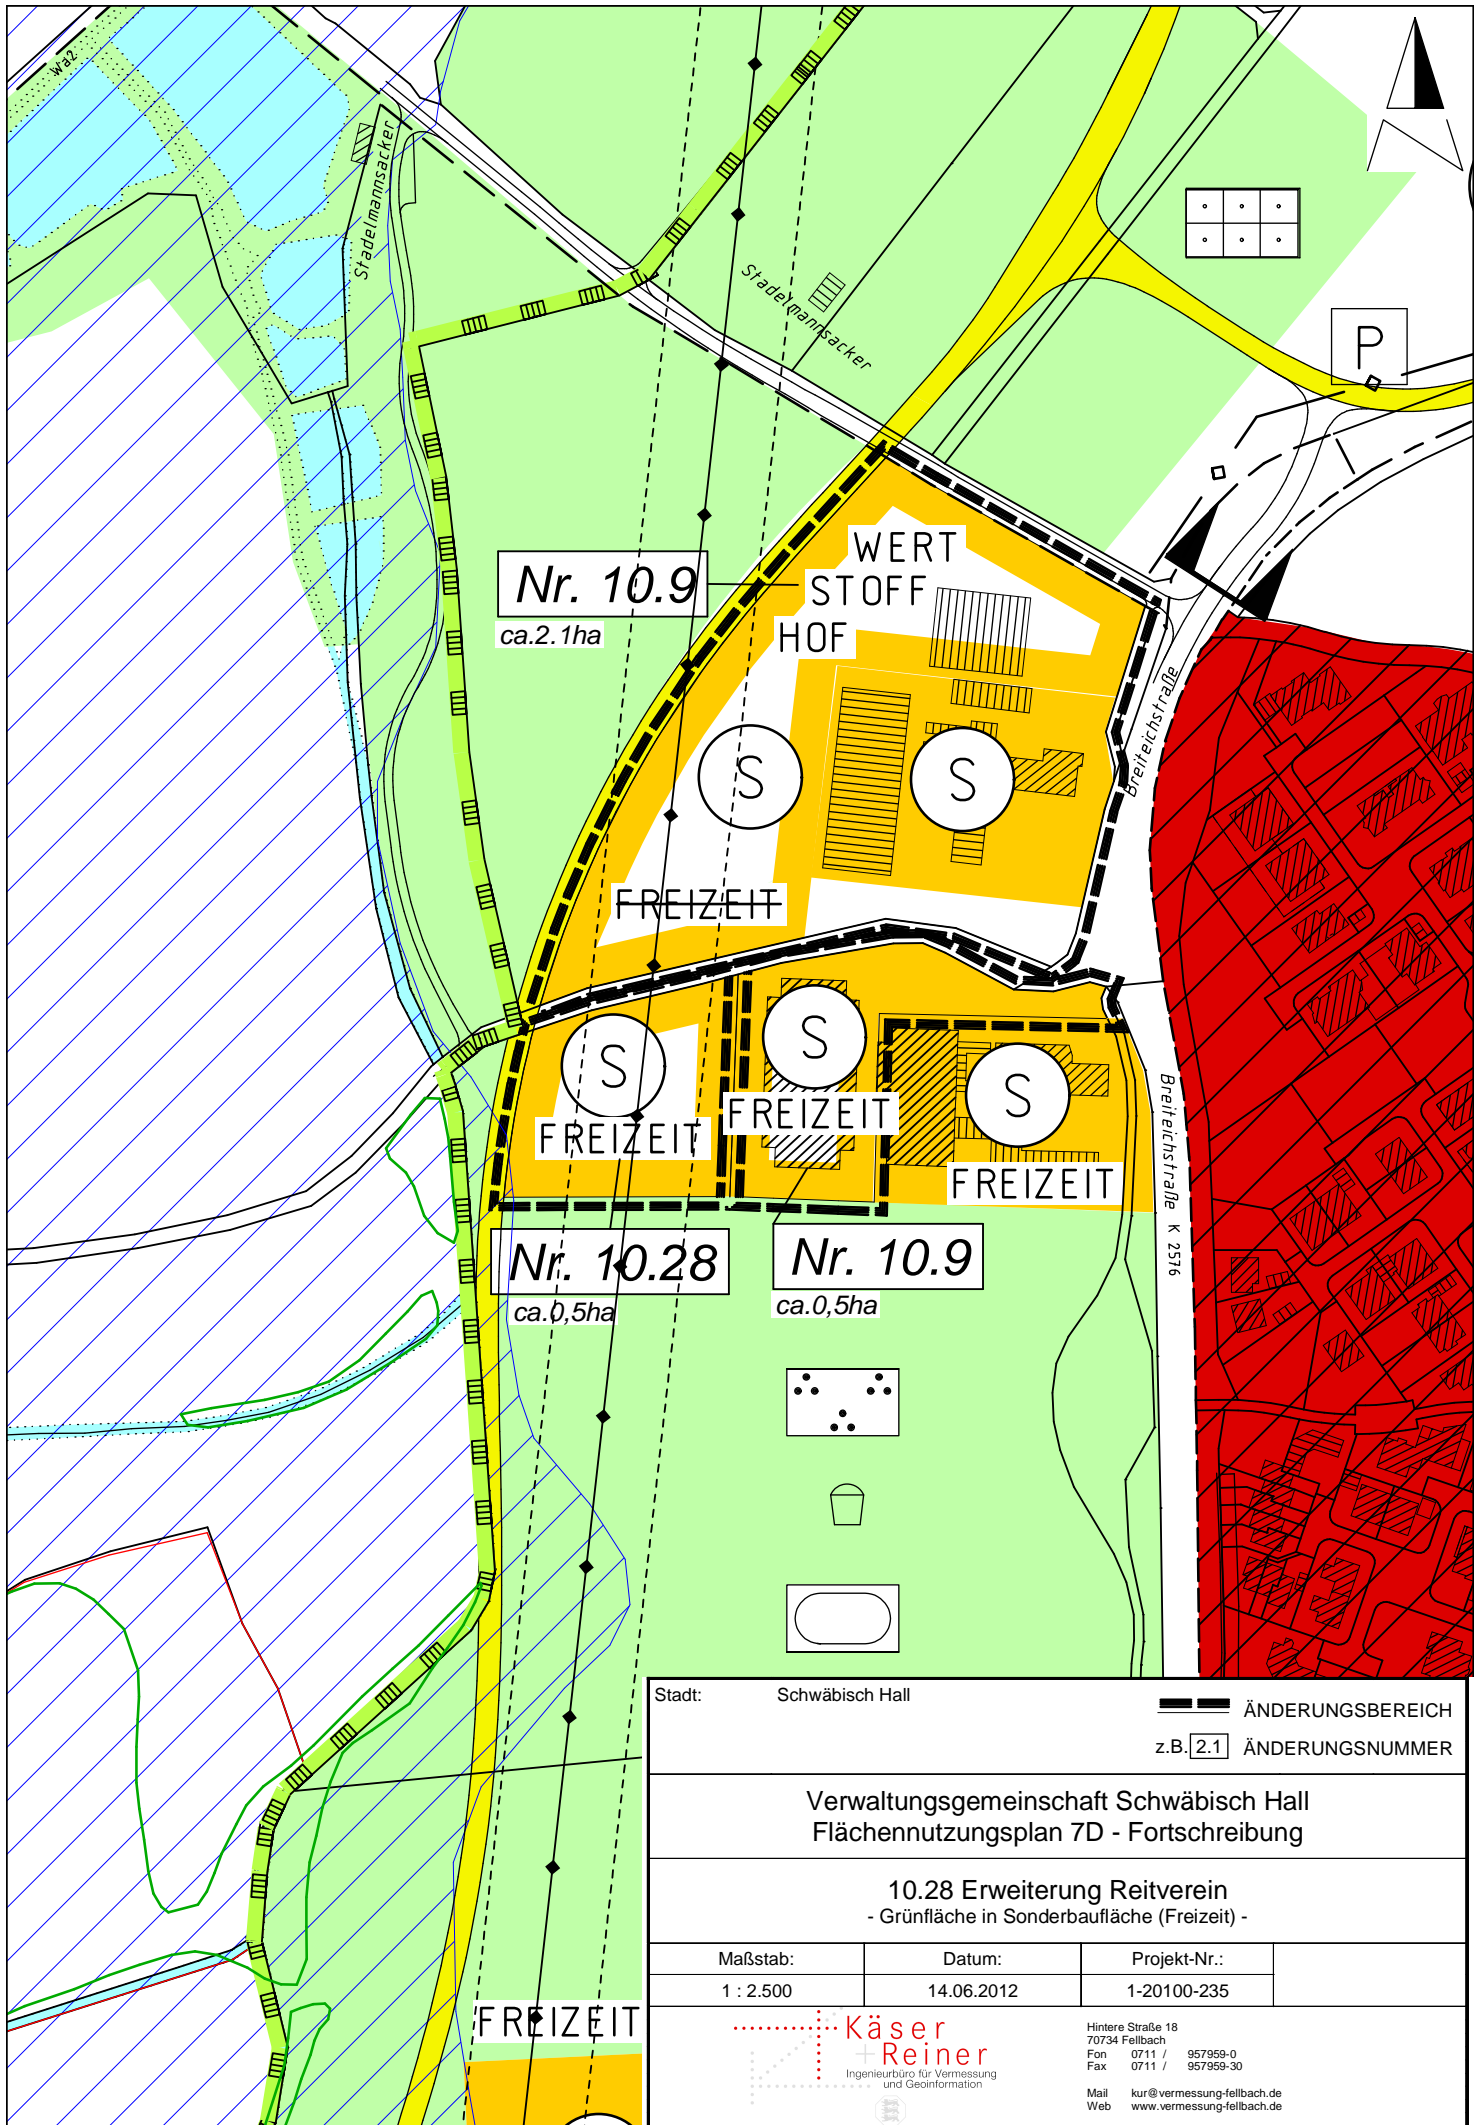 Wa2
Stadelmannsacker
Stadelmannsacker
P
WERT
STOFF
HOF
Nr. 10.9
ca.2.1ha
Breiteichstraße
S
S
FREIZEIT
S
S
S
FREIZEIT
FREIZEIT
FREIZEIT
Breiteichstraße K 2576
Nr. 10.28
ca.0,5ha
Nr. 10.9
ca.0,5ha
FREIZEIT
Stadt: Schwäbisch Hall
ÄNDERUNGSBEREICH
z.B. 2.1 ÄNDERUNGSNUMMER
Verwaltungsgemeinschaft Schwäbisch Hall
Flächennutzungsplan 7D - Fortschreibung
10.28 Erweiterung Reitverein
- Grünfläche in Sonderbaufläche (Freizeit) -
Maßstab: Datum: Projekt-Nr.:
1 : 2.500 14.06.2012 1-20100-235
Käser
+ Reiner
Ingenieurbüro für Vermessung
und Geoinformation
Hintere Straße 18
70734 Fellbach
Fon 0711 / 957959-0
Fax 0711 / 957959-30
Mail kur@vermessung-fellbach.de
Web www.vermessung-fellbach.de